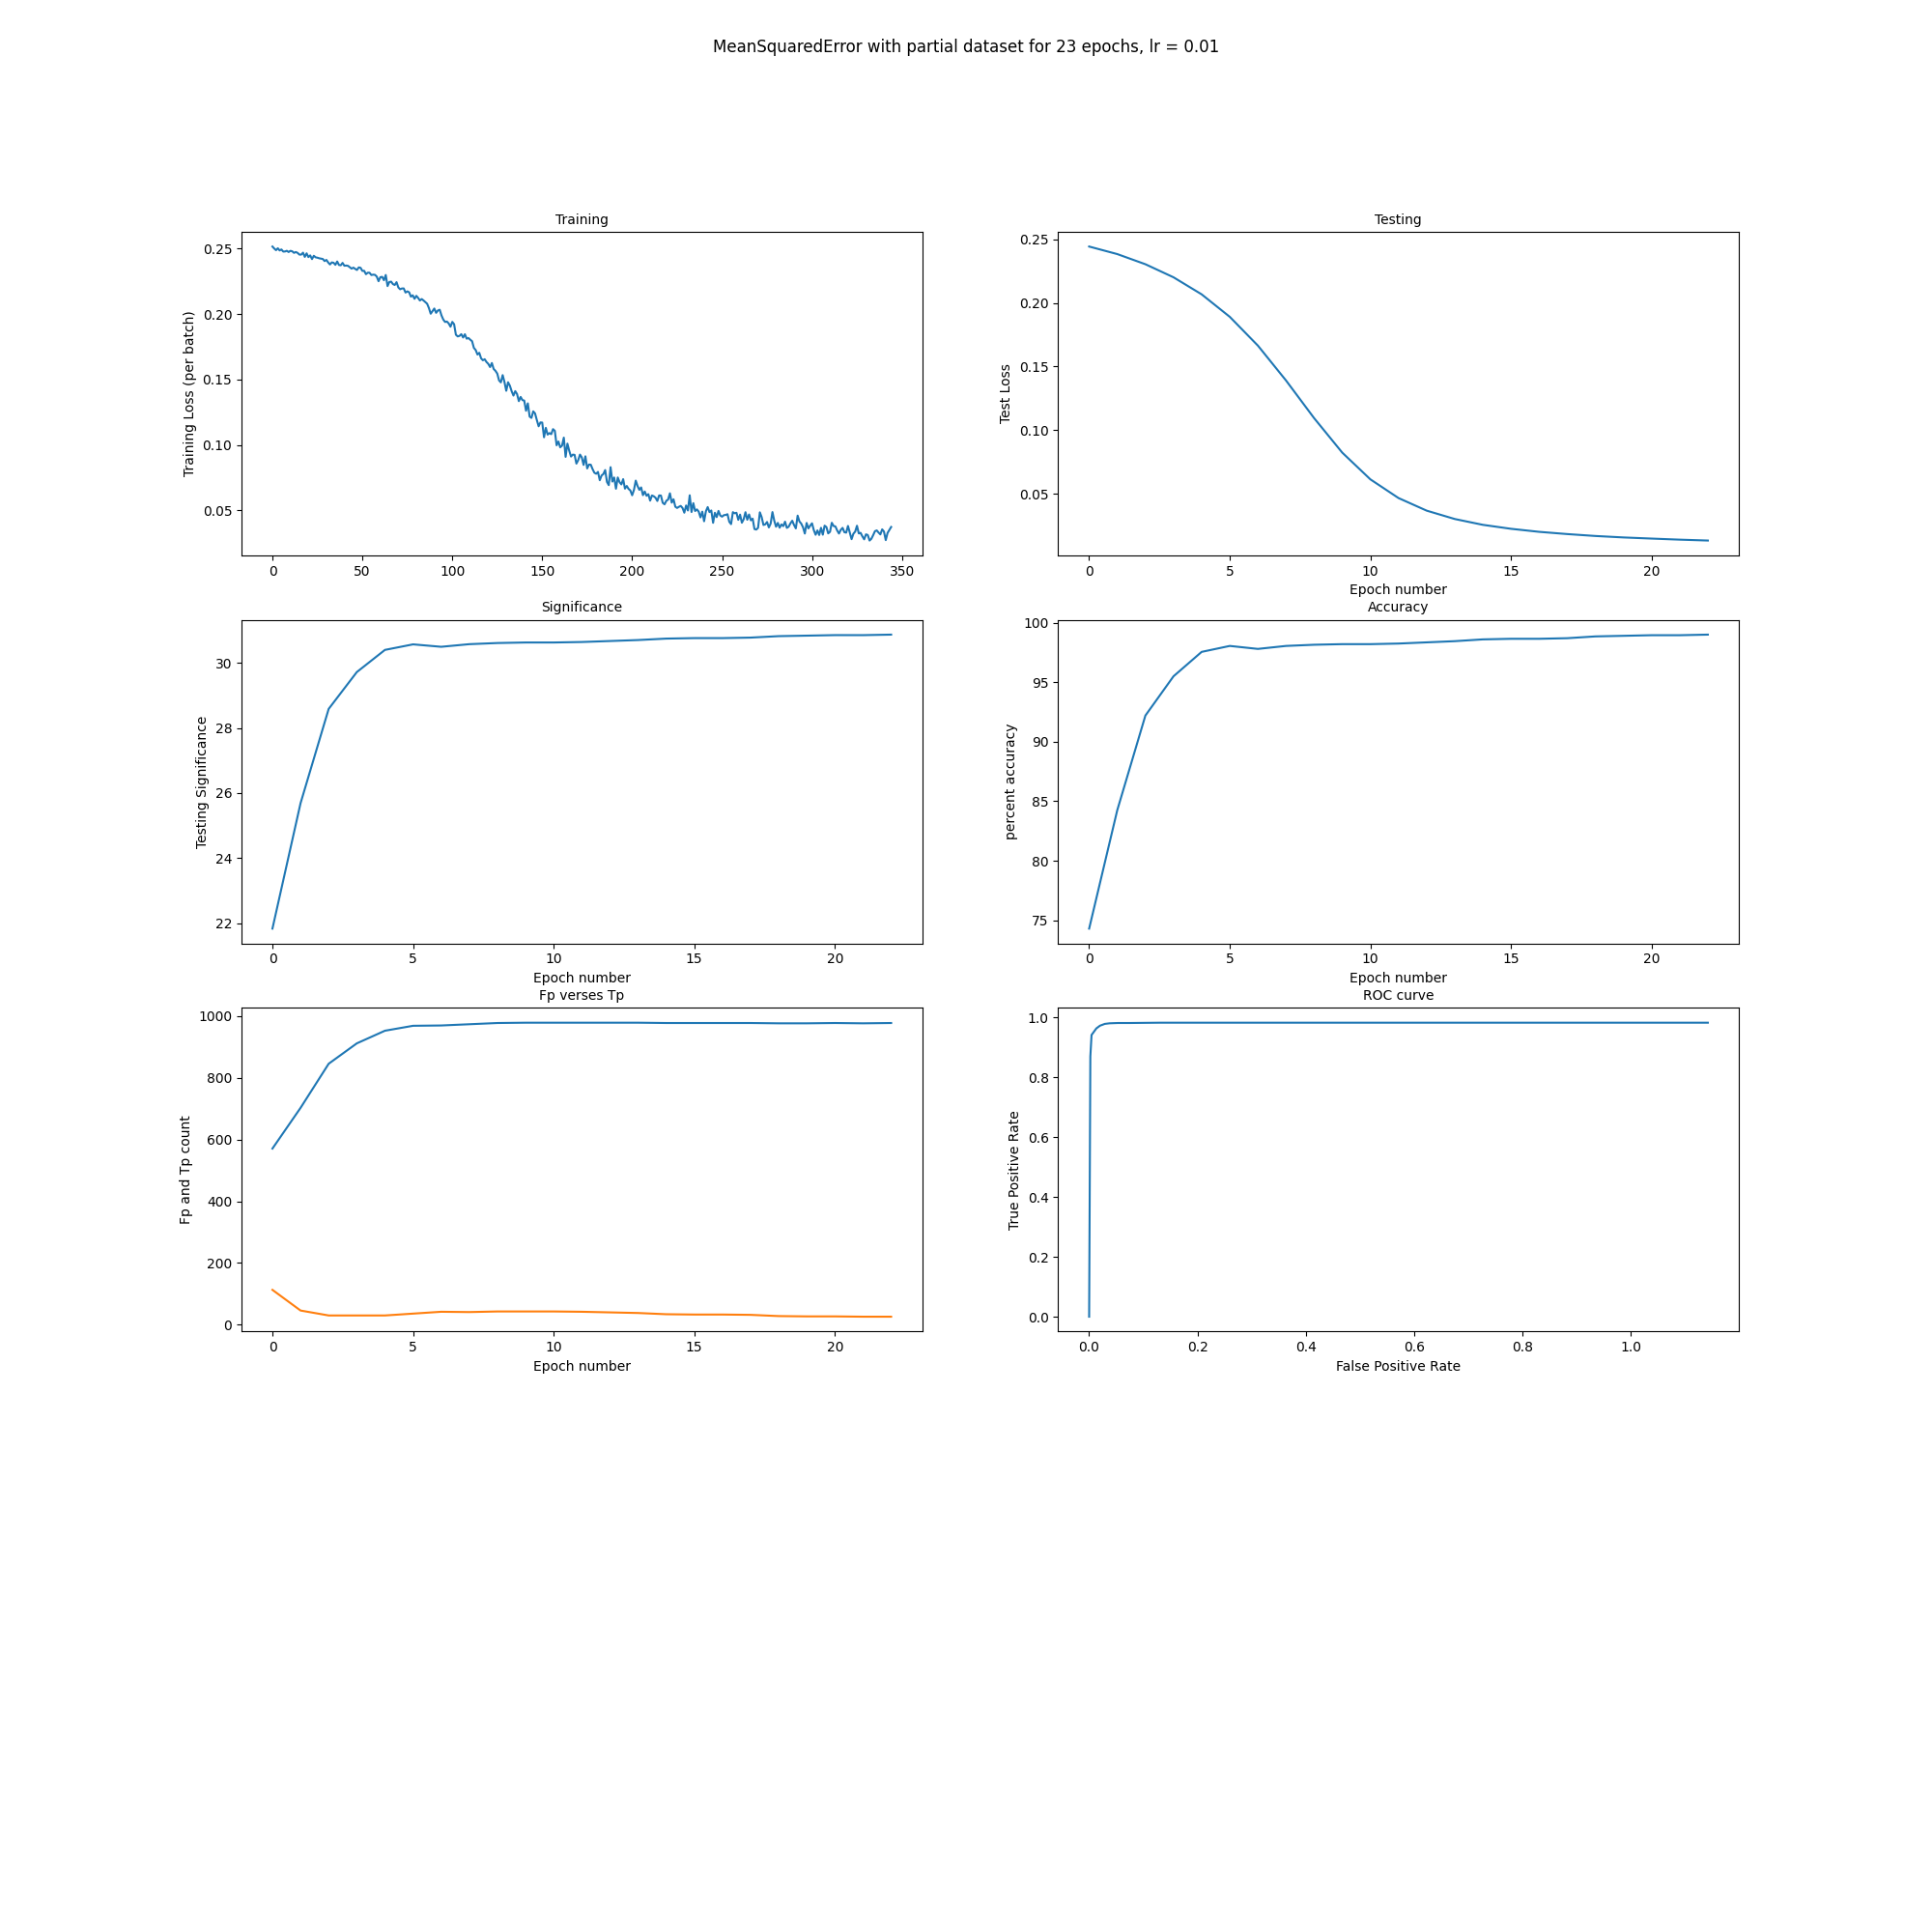 MeanSquaredError with partial dataset for 23 epochs, lr = 0.01
Training
Training Loss (per batch)
0.25
0.20
0.15
0.10
0.05
0 50 100 150 200 250 300 350
Testing
Test Loss
0.25
0.20
0.15
0.10
0.05
0 5 10 15 20
Epoch number
Significance
Testing Significance
30
28
26
24
22
0 5 10 15 20
Epoch number
Accuracy
percent accuracy
100
95
90
85
80
75
0 5 10 15 20
Epoch number
Fp verses Tp
Fp and Tp count
1000
800
600
400
200
0
0 5 10 15 20
Epoch number
ROC curve
True Positive Rate
1.0
0.8
0.6
0.4
0.2
0.0
0.0 0.2 0.4 0.6 0.8 1.0
False Positive Rate